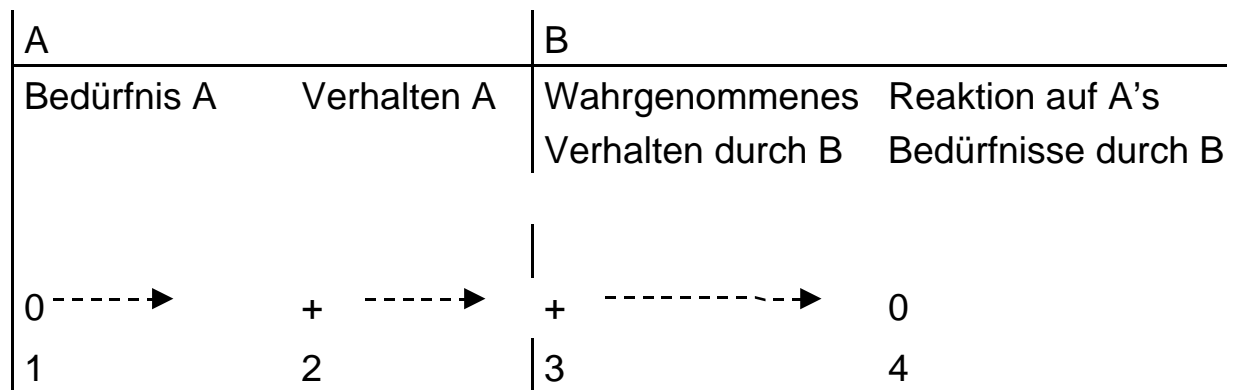 A B
Bedürfnis A Verhalten A Wahrgenommenes Reaktion auf A's
Verhalten durch B Bedürfnisse durch B
0 + + 0
1 2 3 4